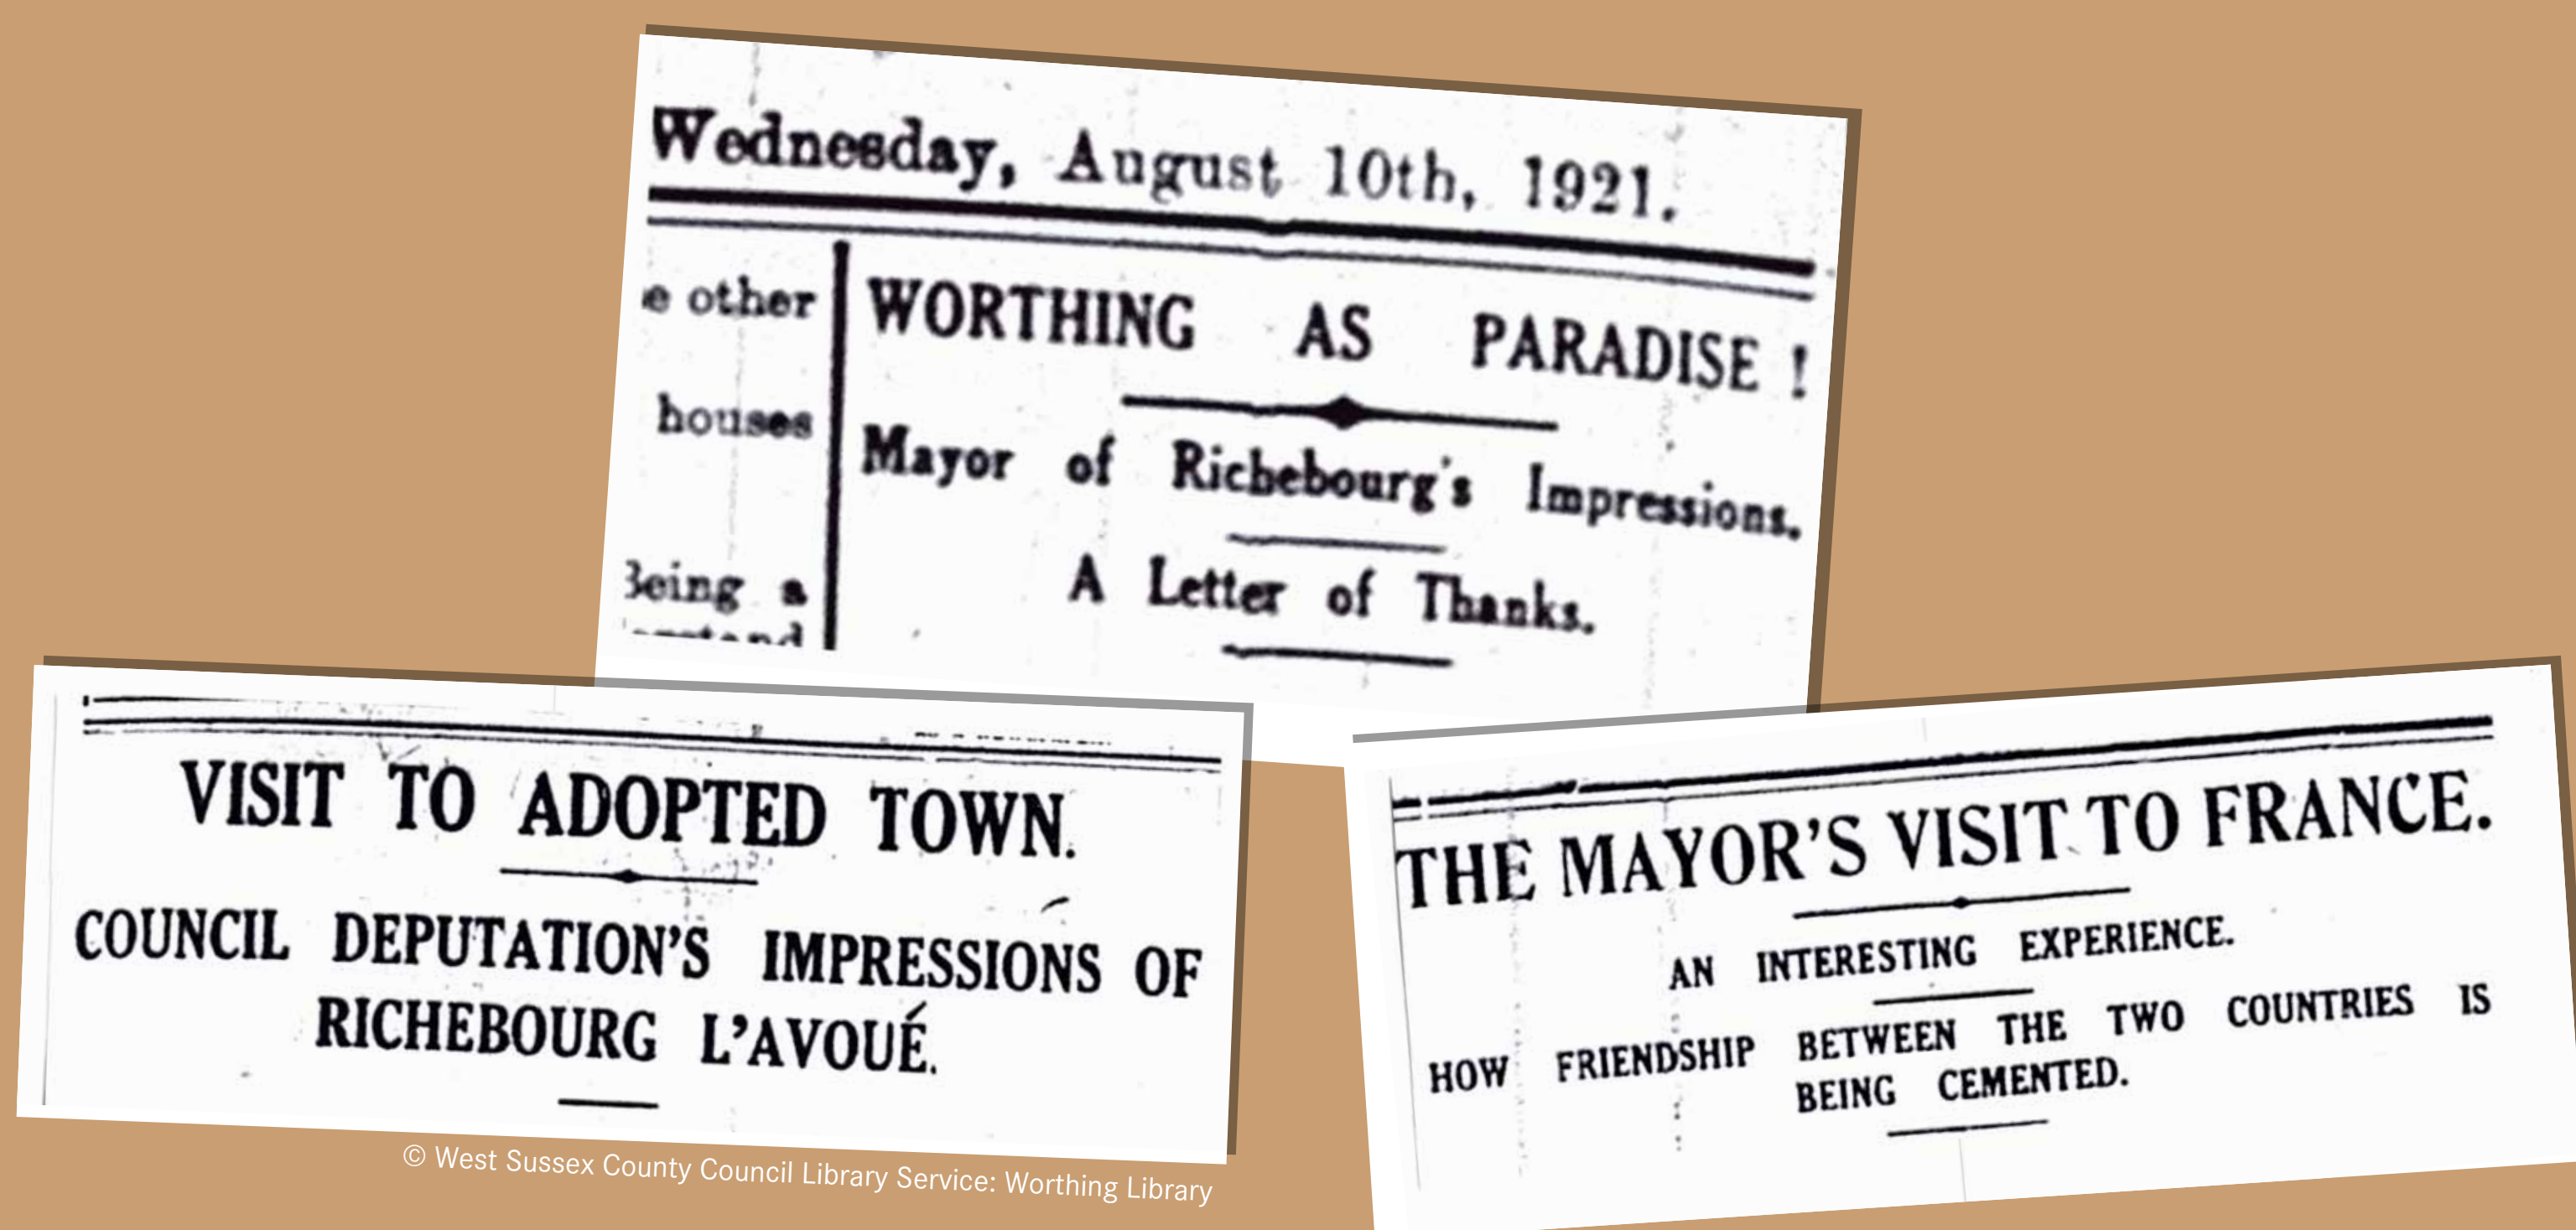 Wednesday, August 10th, 1921.
e other
houses
Being a
WORTHING AS PARADISE !
Mayor of Richebourg's Impressions.
A Letter of Thanks.
VISIT TO ADOPTED TOWN.
COUNCIL DEPUTATION'S IMPRESSIONS OF
RICHEBOURG L'AVOUÉ.
THE MAYOR'S VISIT TO FRANCE.
AN INTERESTING EXPERIENCE.
HOW FRIENDSHIP BETWEEN THE TWO COUNTRIES IS
BEING CEMENTED.
© West Sussex County Council Library Service: Worthing Library